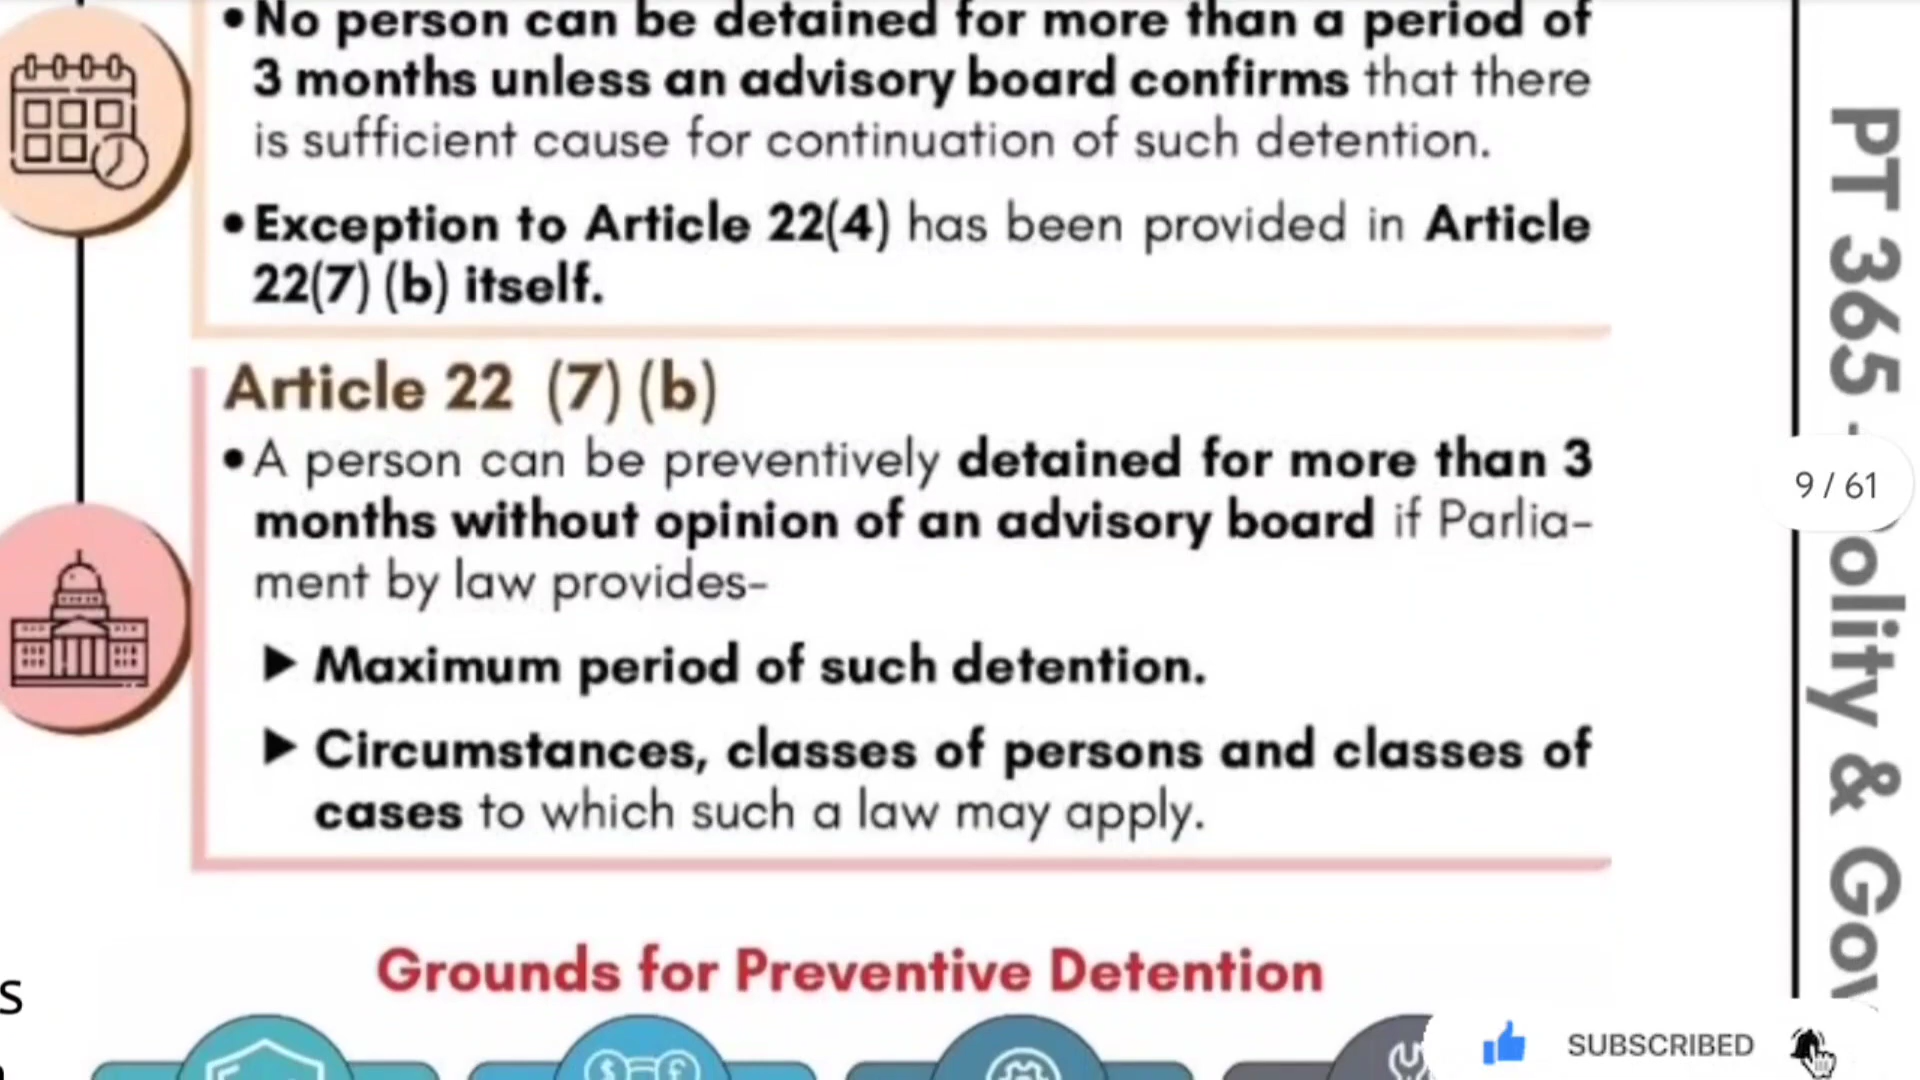 •No person can be detained for more than a period of
3 months unless an advisory board confirms that there
is sufficient cause for continuation of such detention.
•Exception to Article 22(4) has been provided in Article
22(7) (b) itself.
Article 22 (7) (b)
•A person can be preventively detained for more than 3
months without opinion of an advisory board if Parlia-
ment by law provides-
▶ Maximum period of such detention.
▶ Circumstances, classes of persons and classes of
cases to which such a law may apply.
Grounds for Preventive Detention
s
PT 365 -
olity & Gov
9 / 61
SUBSCRIBED